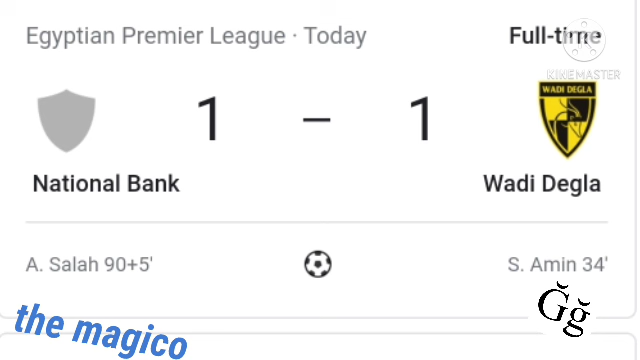 Egyptian Premier League · Today Full-time
KINEMASTER
WADI DEGLA
1 – 1
National Bank Wadi Degla
A. Salah 90+5' S. Amin 34'
the magico
Ğğ